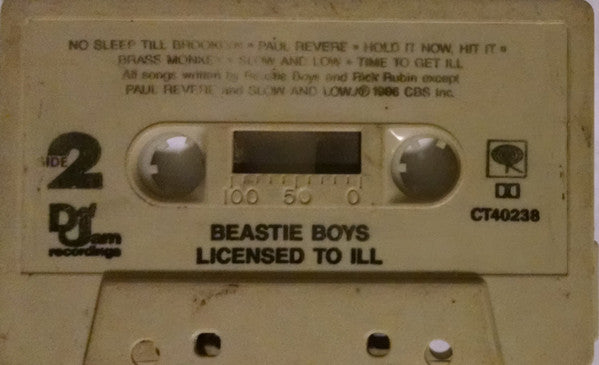 NO SLEEP TILL BROOKLYN • PAUL REVERE • HOLD IT NOW, HIT IT •
BRASS MONKEY • SLOW AND LOW • TIME TO GET ILL
All songs written by Beastie Boys and Rick Rubin except
PAUL REVERE and SLOW AND LOW.℗ 1986 CBS Inc.
SIDE
2
100 50 0
Def
Jam
recordings
CT40238
BEASTIE BOYS
LICENSED TO ILL